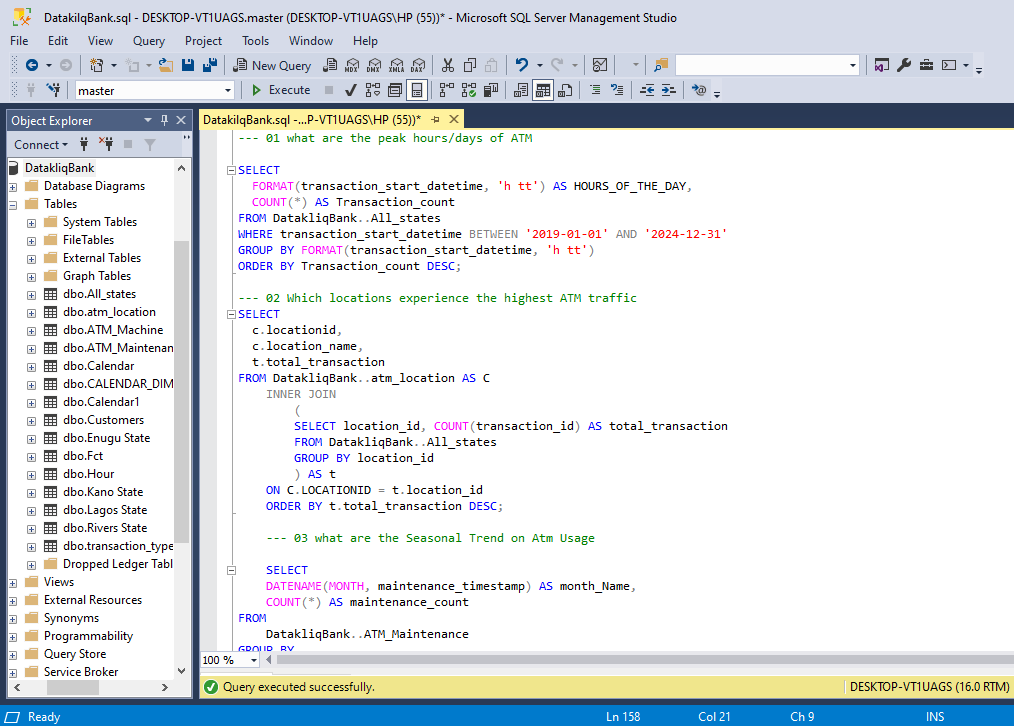 DatakilqBank.sql - DESKTOP-VT1UAGS.master (DESKTOP-VT1UAGS\HP (55))* - Microsoft SQL Server Management Studio
File Edit View Query Project Tools Window Help
New Query MDX DMX XMLA DAX
master Execute
Object Explorer
DatakilqBank.sql -...P-VT1UAGS\HP (55))*
Connect
DatakliqBank
Database Diagrams
Tables
System Tables
FileTables
External Tables
Graph Tables
dbo.All_states
dbo.atm_location
dbo.ATM_Machine
dbo.ATM_Maintenan
dbo.Calendar
dbo.CALENDAR_DIM
dbo.Calendar1
dbo.Customers
dbo.Enugu State
dbo.Fct
dbo.Hour
dbo.Kano State
dbo.Lagos State
dbo.Rivers State
dbo.transaction_type
Dropped Ledger Tabl
Views
External Resources
Synonyms
Programmability
Query Store
Service Broker
--- 01 what are the peak hours/days of ATM
SELECT
FORMAT(transaction_start_datetime, 'h tt') AS HOURS_OF_THE_DAY,
COUNT(*) AS Transaction_count
FROM DatakliqBank..All_states
WHERE transaction_start_datetime BETWEEN '2019-01-01' AND '2024-12-31'
GROUP BY FORMAT(transaction_start_datetime, 'h tt')
ORDER BY Transaction_count DESC;
--- 02 Which locations experience the highest ATM traffic
SELECT
c.locationid,
c.location_name,
t.total_transaction
FROM DatakliqBank..atm_location AS C
INNER JOIN
(
SELECT location_id, COUNT(transaction_id) AS total_transaction
FROM DatakliqBank..All_states
GROUP BY location_id
) AS t
ON C.LOCATIONID = t.location_id
ORDER BY t.total_transaction DESC;
--- 03 what are the Seasonal Trend on Atm Usage
SELECT
DATENAME(MONTH, maintenance_timestamp) AS month_Name,
COUNT(*) AS maintenance_count
FROM
DatakliqBank..ATM_Maintenance
GROUP BY
100 %
Query executed successfully.
DESKTOP-VT1UAGS (16.0 RTM)
Ready Ln 158 Col 21 Ch 9 INS